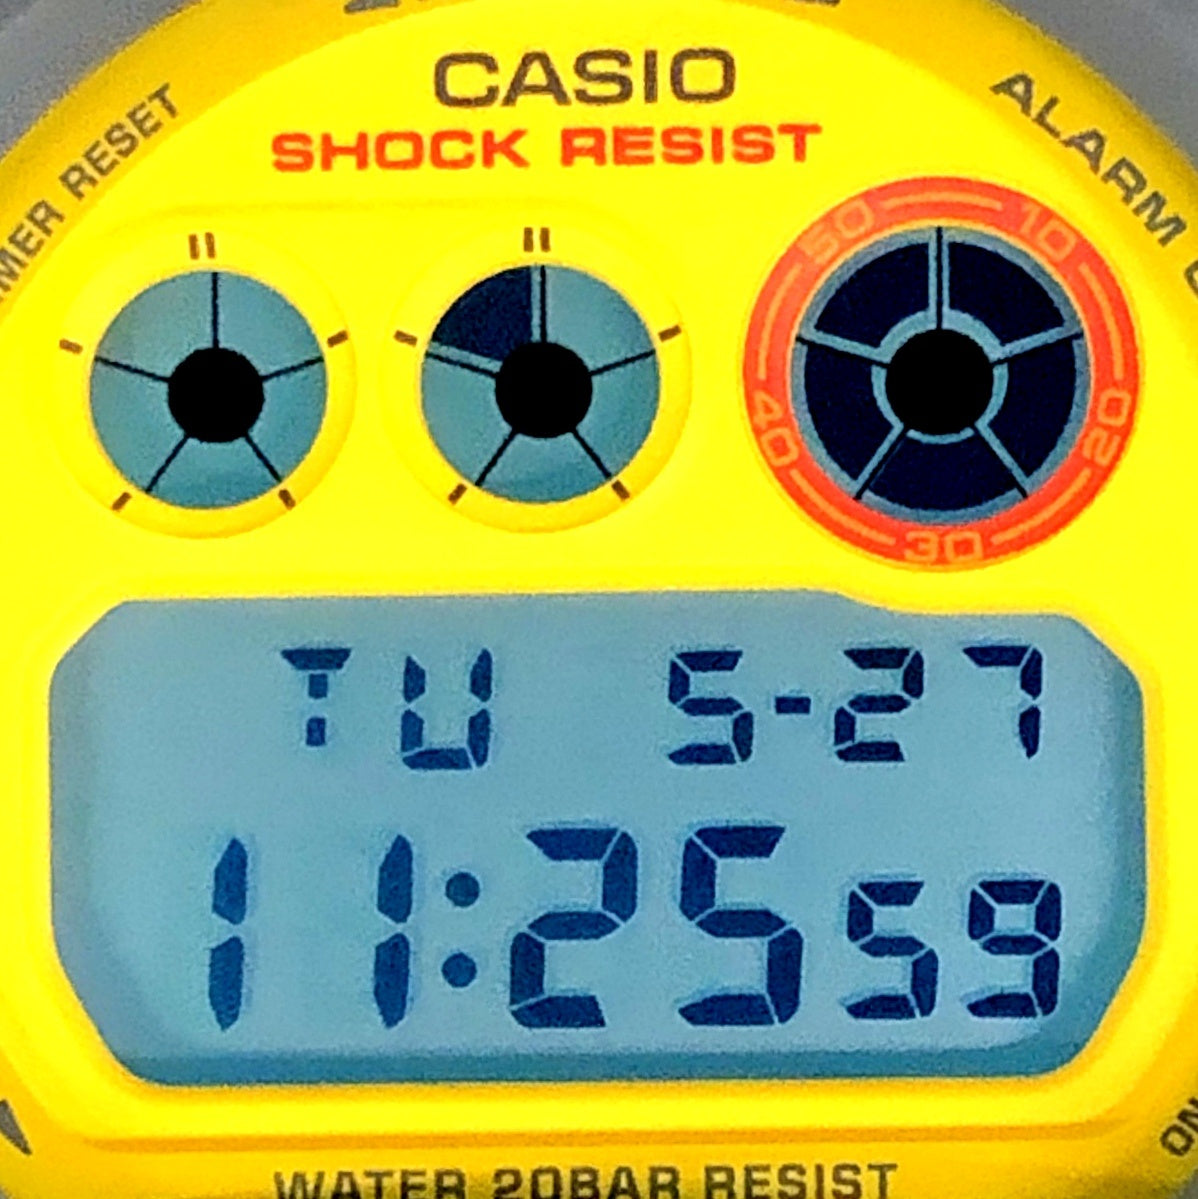 CASIO
SHOCK RESIST
RESET
ALARM
50 10
40 20
30
TU 5-27
11:25 59
WATER 20BAR RESIST